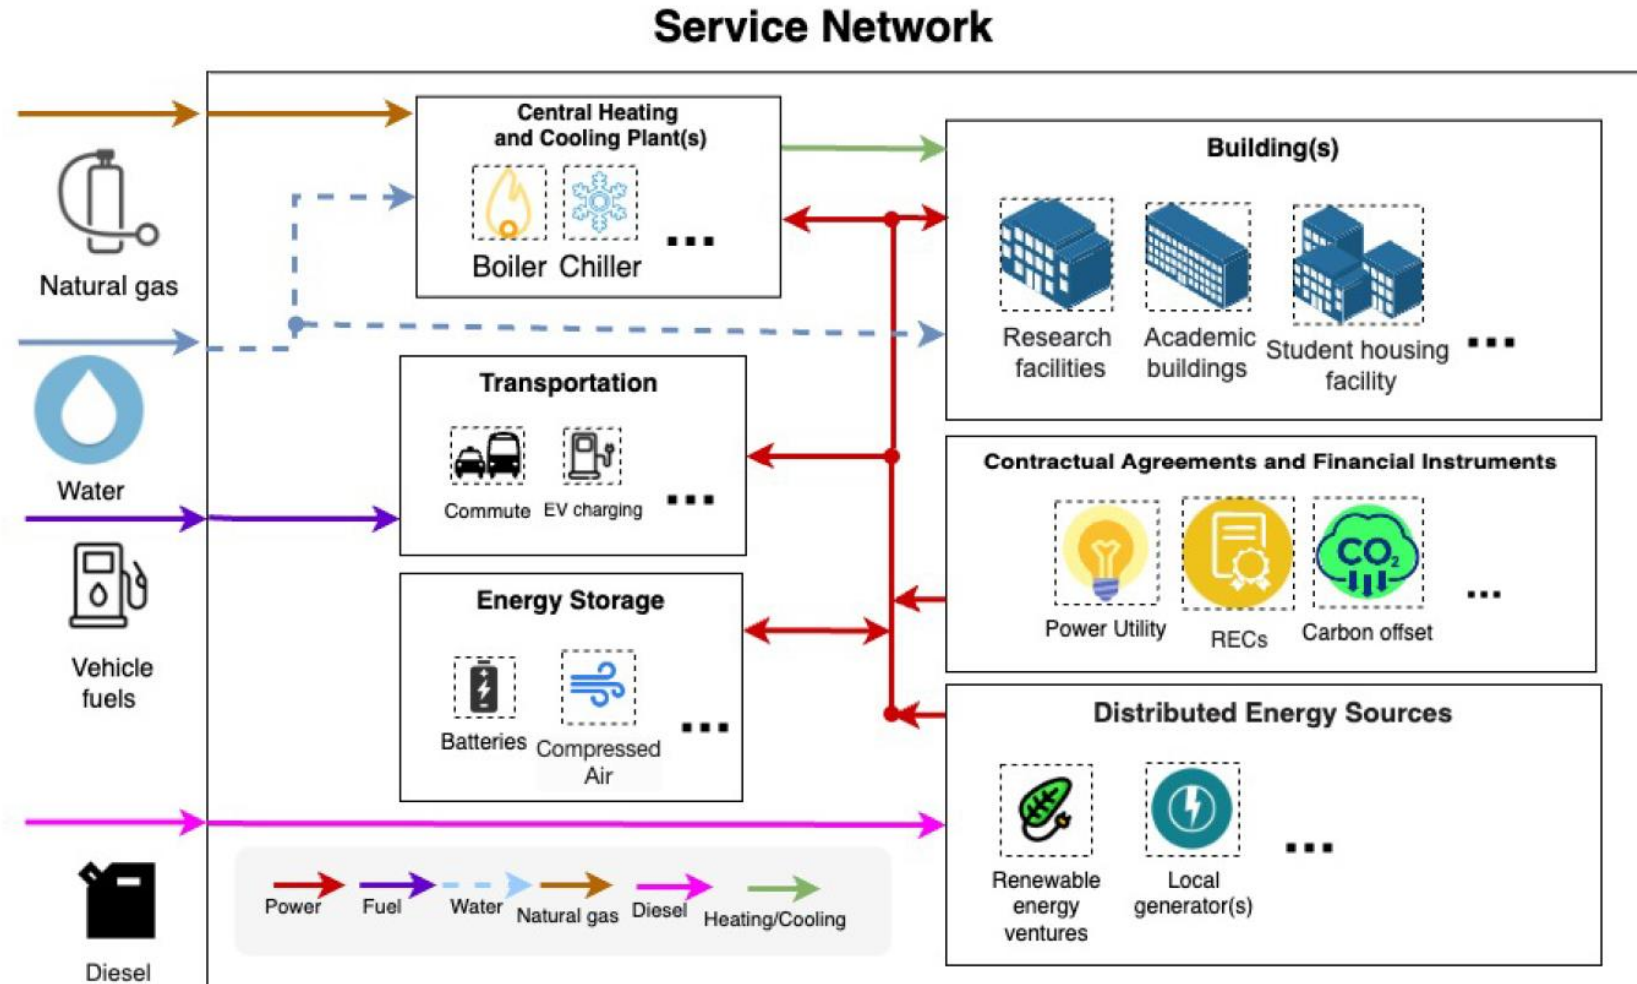 Service Network
Central Heating
and Cooling Plant(s)
Boiler
Chiller
...
Natural gas
Building(s)
Research
facilities
Academic
buildings
Student housing
facility
...
Water
Transportation
Commute
EV charging
...
Contractual Agreements and Financial Instruments
CO2
Power Utility
RECs
Carbon offset
...
Vehicle
fuels
Energy Storage
Batteries
Compressed
Air
...
Distributed Energy Sources
Renewable
energy
ventures
Local
generator(s)
...
Diesel
Power
Fuel
Water
Natural gas
Diesel
Heating/Cooling